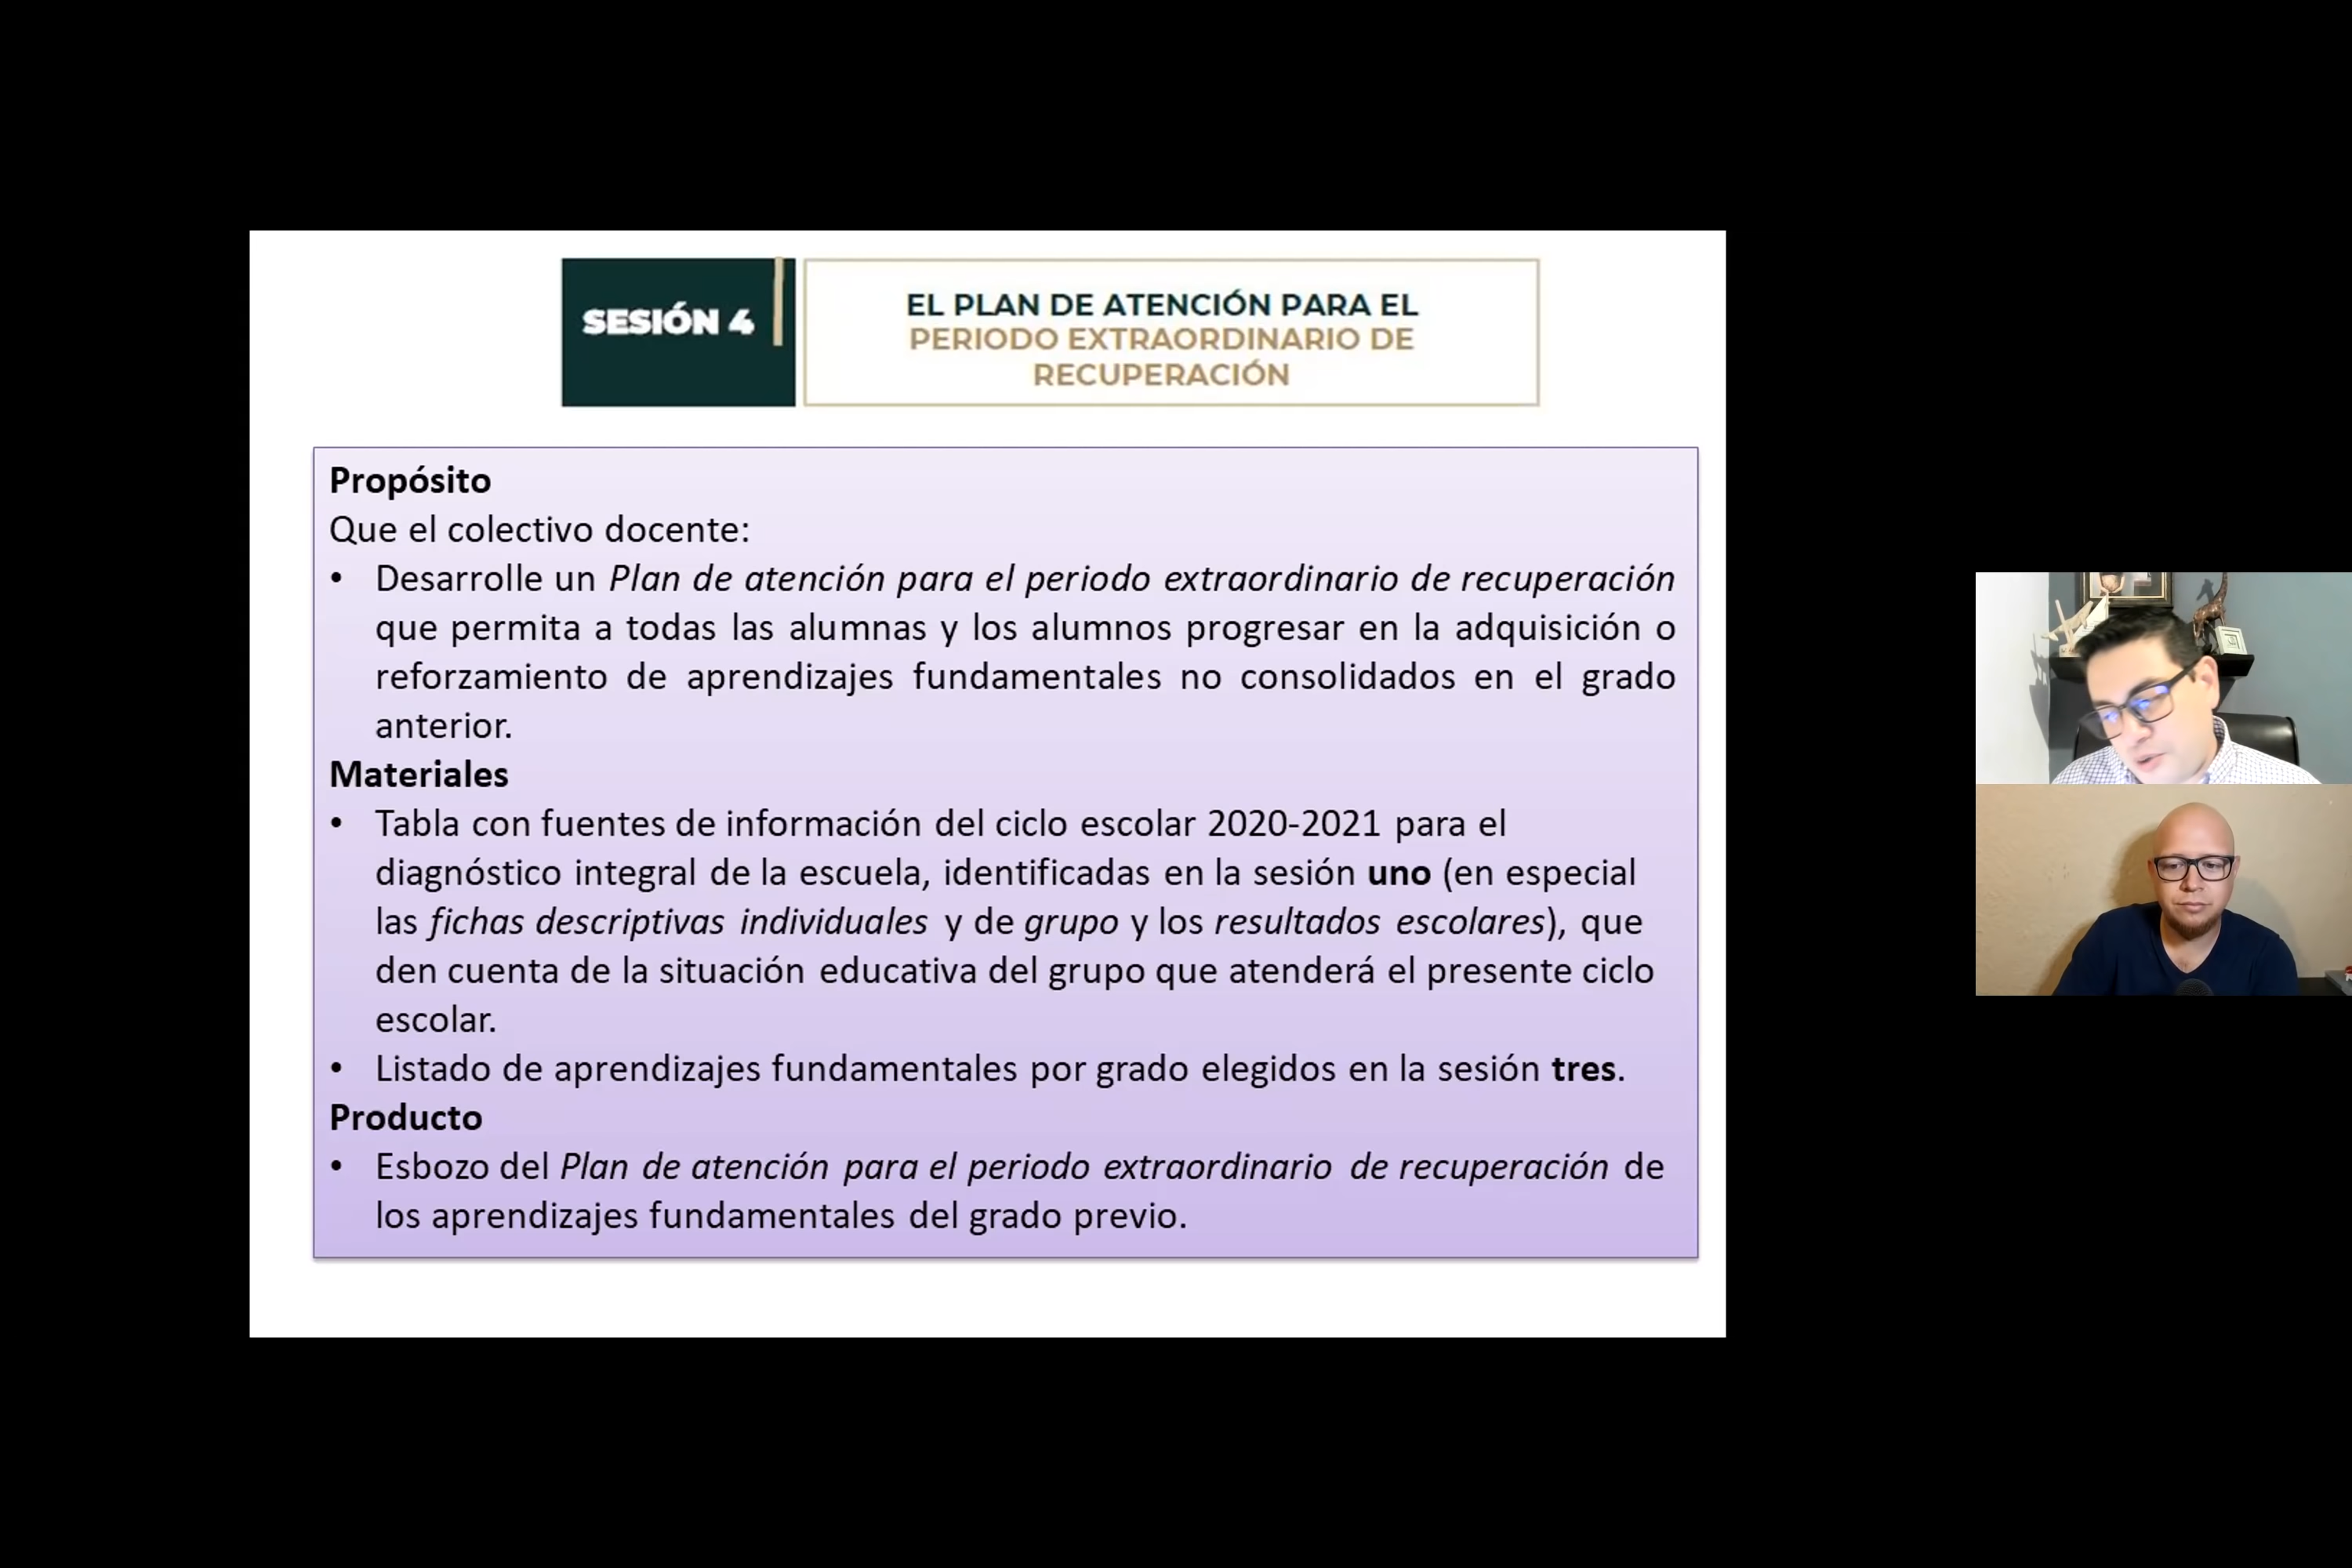 SESIÓN 4
EL PLAN DE ATENCIÓN PARA EL
PERIODO EXTRAORDINARIO DE
RECUPERACIÓN
Propósito
Que el colectivo docente:
• Desarrolle un Plan de atención para el periodo extraordinario de recuperación
que permita a todas las alumnas y los alumnos progresar en la adquisición o
reforzamiento de aprendizajes fundamentales no consolidados en el grado
anterior.
Materiales
• Tabla con fuentes de información del ciclo escolar 2020-2021 para el
diagnóstico integral de la escuela, identificadas en la sesión uno (en especial
las fichas descriptivas individuales y de grupo y los resultados escolares), que
den cuenta de la situación educativa del grupo que atenderá el presente ciclo
escolar.
• Listado de aprendizajes fundamentales por grado elegidos en la sesión tres.
Producto
• Esbozo del Plan de atención para el periodo extraordinario de recuperación de
los aprendizajes fundamentales del grado previo.